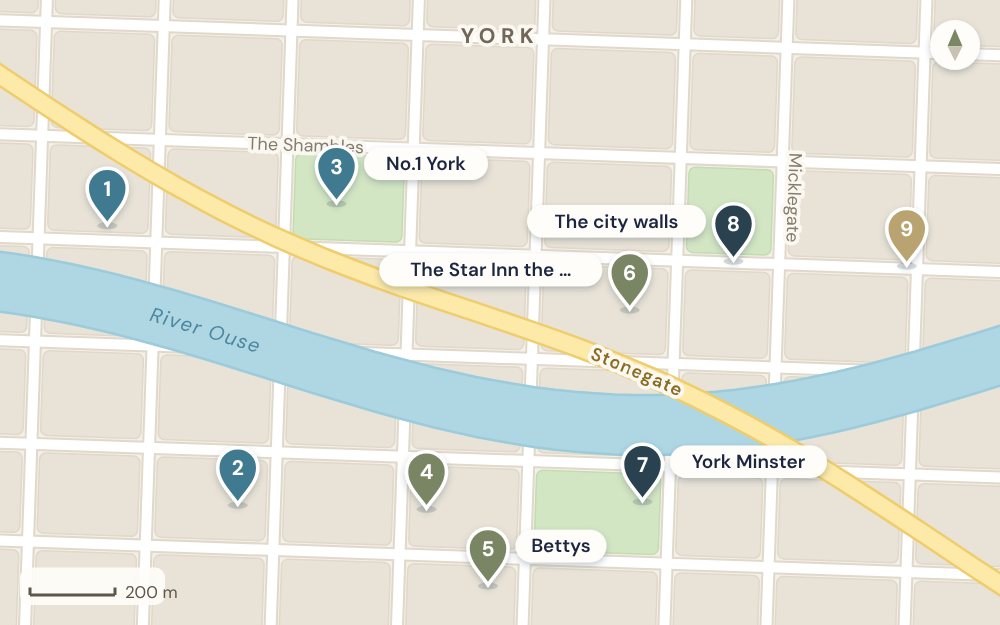 YORK
The Shambles
3
No.1 York
Micklegate
1
The city walls
8
9
The Star Inn the ...
6
River Ouse
Stonegate
2
4
7
York Minster
5
Bettys
200 m